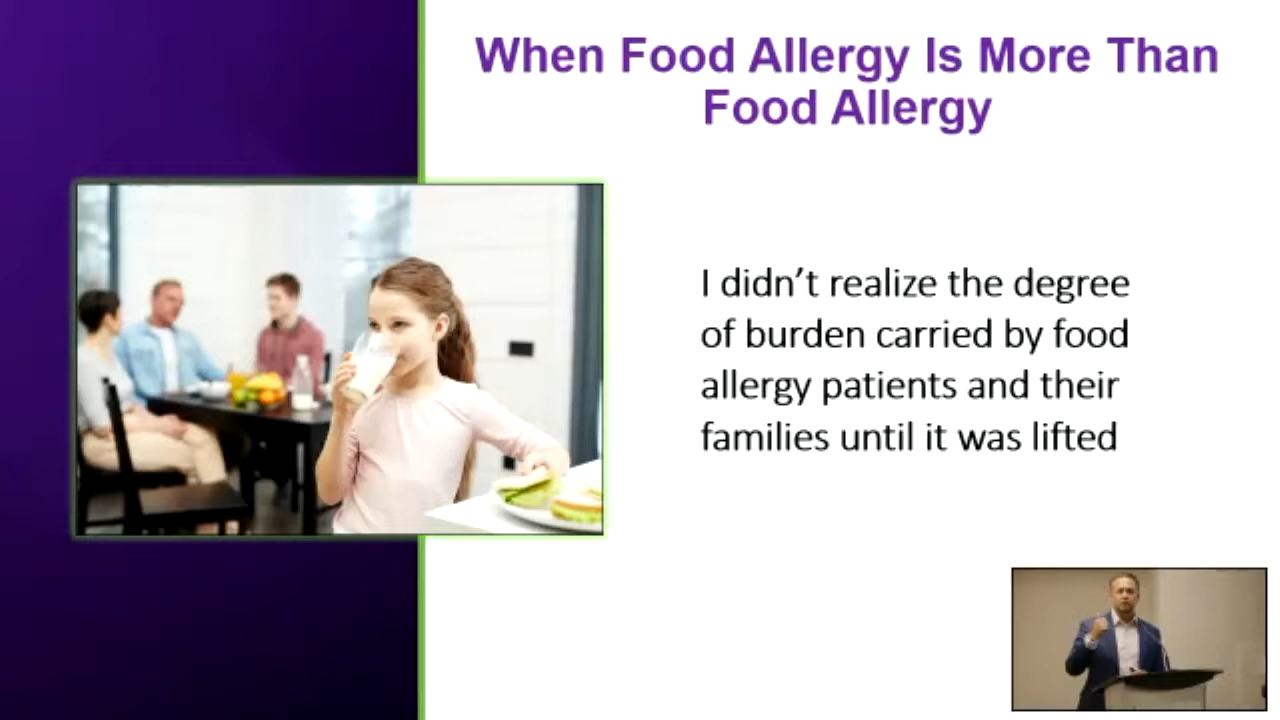 When Food Allergy Is More Than
Food Allergy
I didn’t realize the degree
of burden carried by food
allergy patients and their
families until it was lifted